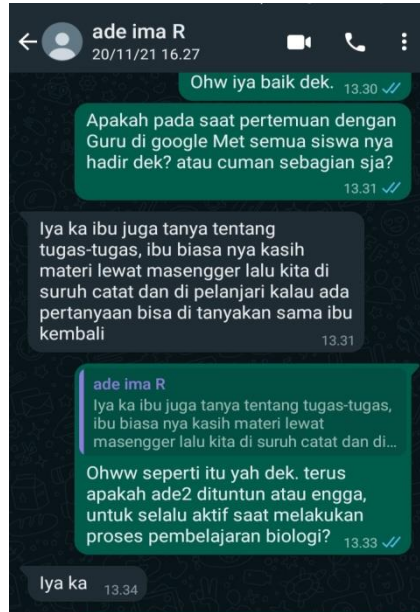 ade ima R
20/11/21 16.27
Ohw iya baik dek. 13.30
Apakah pada saat pertemuan dengan
Guru di google Met semua siswa nya
hadir dek? atau cuman sebagian sja?
13.31
Iya ka ibu juga tanya tentang
tugas-tugas, ibu biasa nya kasih
materi lewat masengger lalu kita di
suruh catat dan di pelanjari kalau ada
pertanyaan bisa di tanyakan sama ibu
kembali
13.31
ade ima R
Iya ka ibu juga tanya tentang tugas-tugas,
ibu biasa nya kasih materi lewat
masengger lalu kita di suruh catat dan di...
Ohww seperti itu yah dek. terus
apakah ade2 dituntun atau engga,
untuk selalu aktif saat melakukan
proses pembelajaran biologi? 13.33
Iya ka 13.34